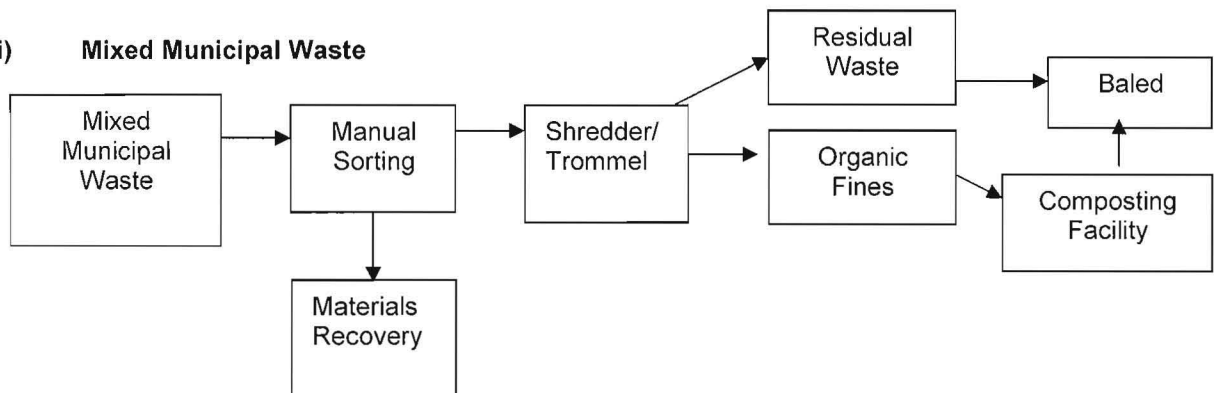 i) Mixed Municipal Waste
Mixed
Municipal
Waste
Manual
Sorting
Materials
Recovery
Shredder/
Trommel
Residual
Waste
Organic
Fines
Baled
Composting
Facility